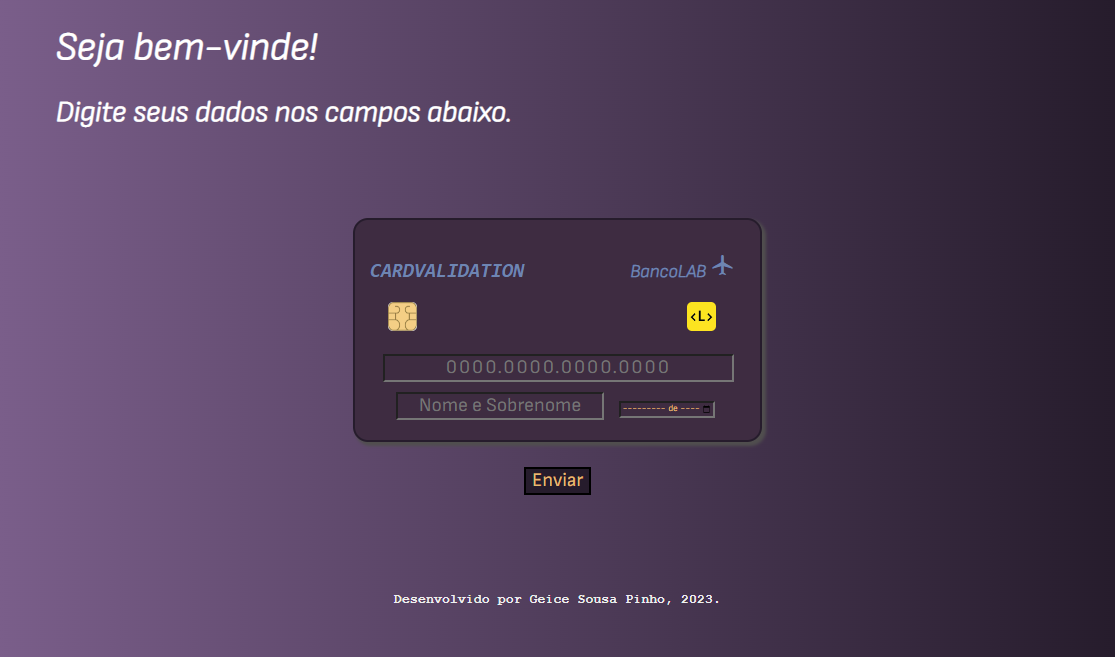 Seja bem-vinde!
Digite seus dados nos campos abaixo.
CARDVALIDATION
BancoLAB
<L>
0000.0000.0000.0000
Nome e Sobrenome
--------- de ----
Enviar
Desenvolvido por Geice Sousa Pinho, 2023.